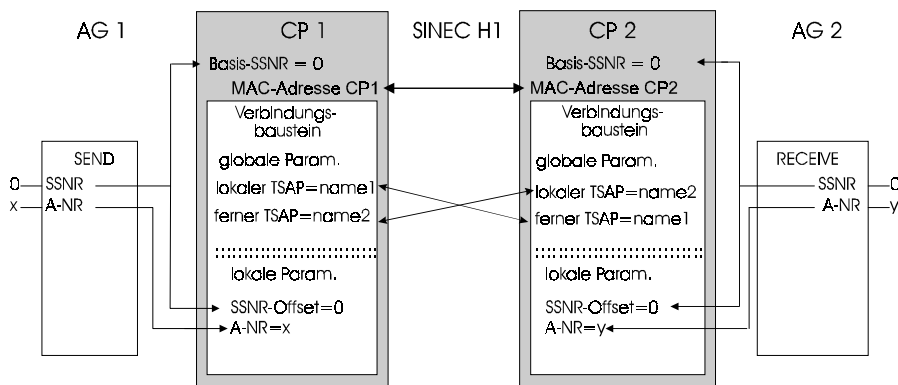 AG 1
CP 1
SINEC H1
CP 2
AG 2
Basis-SSNR = 0
MAC-Adresse CP1
Verbindungs-
baustein
globale Param.
lokaler TSAP=name1
ferner TSAP=name2
lokale Param.
SSNR-Offset=0
A-NR=x
Basis-SSNR = 0
MAC-Adresse CP2
Verbindungs-
baustein
globale Param.
lokaler TSAP=name2
ferner TSAP=name1
lokale Param.
SSNR-Offset=0
A-NR=y
SEND
0 SSNR
x A-NR
RECEIVE
SSNR 0
A-NR y